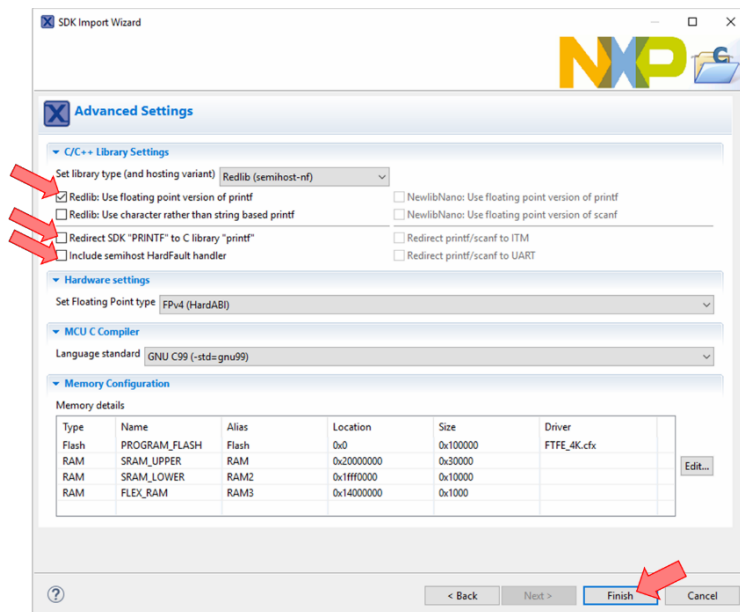 SDK Import Wizard
NXP
Advanced Settings
C/C++ Library Settings
Set library type (and hosting variant) Redlib (semihost-nf)
Redlib: Use floating point version of printf NewlibNano: Use floating point version of printf
Redlib: Use character rather than string based printf NewlibNano: Use floating point version of scanf
Redirect SDK "PRINTF" to C library "printf" Redirect printf/scanf to ITM
Include semihost HardFault handler Redirect printf/scanf to UART
Hardware settings
Set Floating Point type FPv4 (HardABI)
MCU C Compiler
Language standard GNU C99 (-std=gnu99)
Memory Configuration
Memory details
Type Name Alias Location Size Driver
Flash PROGRAM_FLASH Flash 0x0 0x100000 FTFE_4K.cfx
RAM SRAM_UPPER RAM 0x20000000 0x30000
RAM SRAM_LOWER RAM2 0x1fff0000 0x10000
RAM FLEX_RAM RAM3 0x14000000 0x1000
Edit...
? < Back Next > Finish Cancel